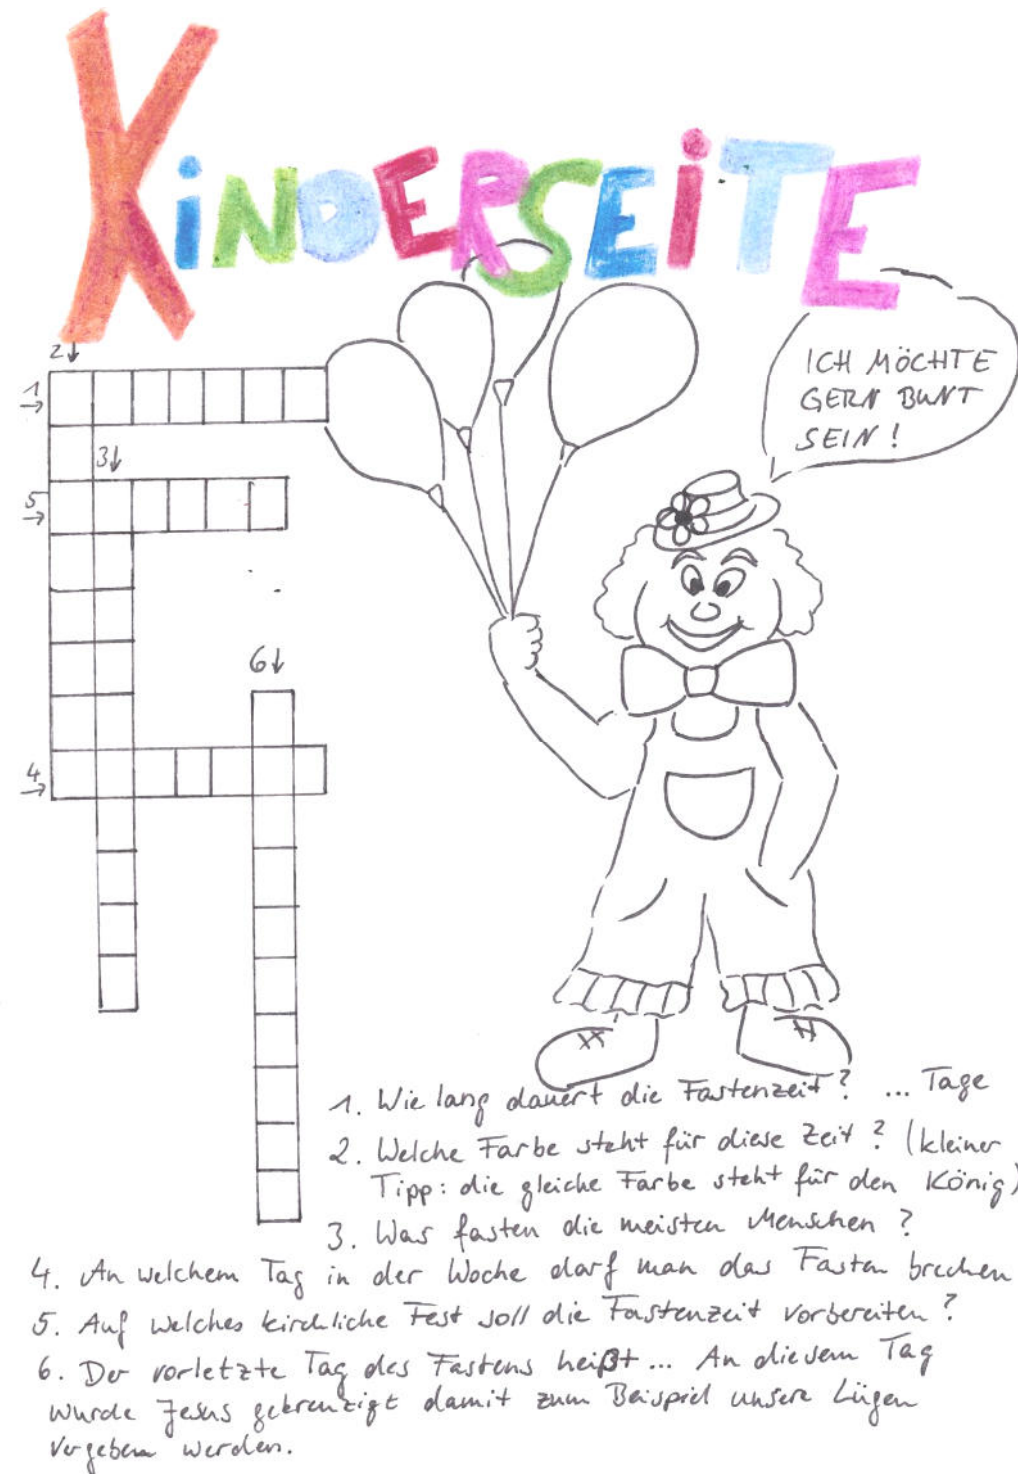 KINDERSEITE
ICH MÖCHTE
GERN BUNT
SEIN!
2
1
3
5
6
4
1. Wie lang dauert die Fastenzeit? ... Tage
2. Welche Farbe steht für diese Zeit? (kleiner
Tipp: die gleiche Farbe steht für den König)
3. Was fasten die meisten Menschen?
4. An welchem Tag in der Woche darf man das Fasten brechen
5. Auf welches kirchliche Fest soll die Fastenzeit vorbereiten?
6. Der vorletzte Tag des Fastens heißt ... An diesem Tag
wurde Jesus gekreuzigt damit zum Beispiel unsere Lügen
vergeben werden.